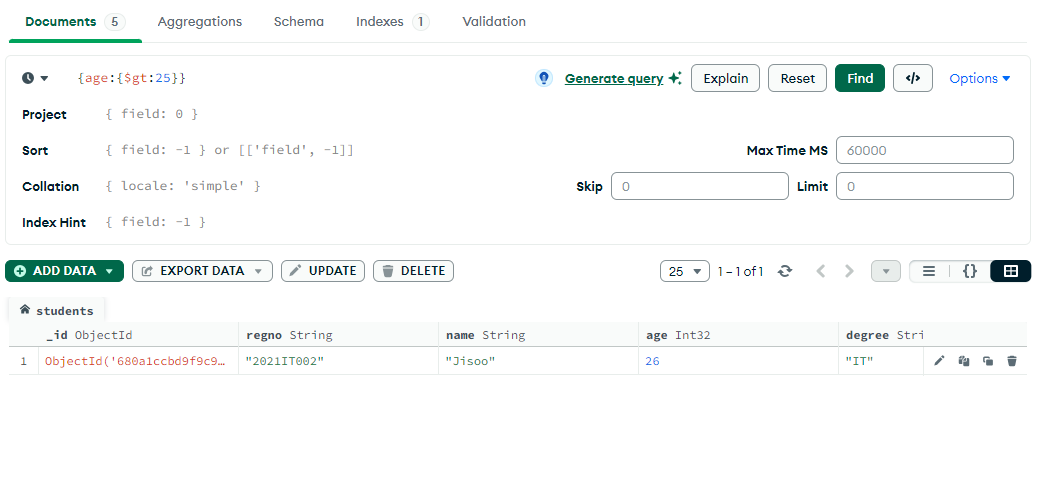 Documents 5 Aggregations Schema Indexes 1 Validation
{age:{$gt:25}} Generate query Explain Reset Find </> Options
Project { field: 0 }
Sort { field: -1 } or [['field', -1]] Max Time MS 60000
Collation { locale: 'simple' } Skip 0 Limit 0
Index Hint { field: -1 }
ADD DATA EXPORT DATA UPDATE DELETE 25 1 – 1 of 1 {}
students
_id ObjectId regno String name String age Int32 degree Stri
1 ObjectId('680a1ccbd9f9c9… "2021IT002" "Jisoo" 26 "IT"